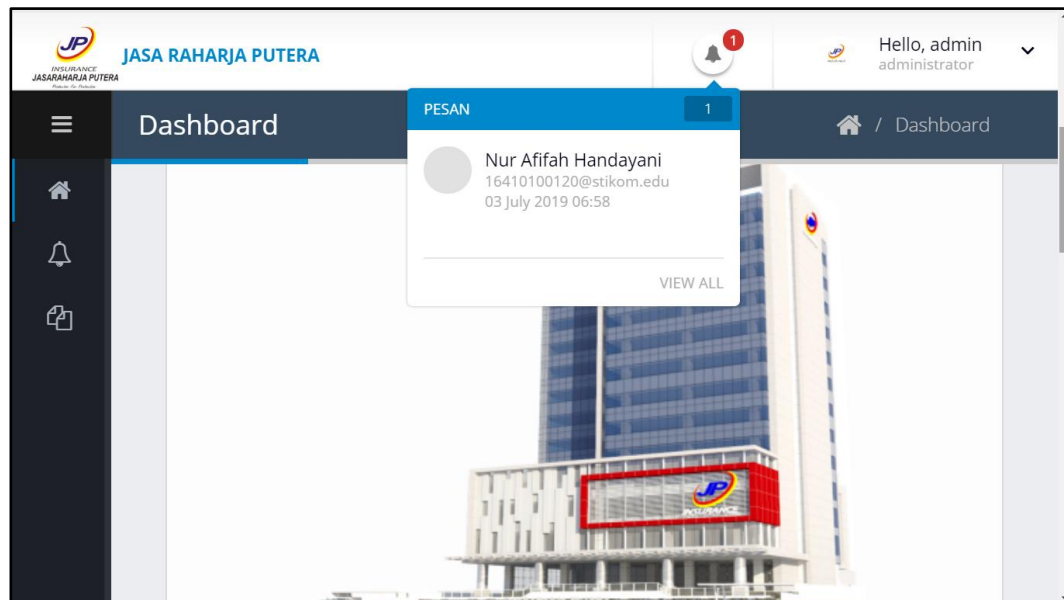 JP
INSURANCE
JASARAHARJA PUTERA
JASA RAHARJA PUTERA
1
Hello, admin
administrator
Dashboard
PESAN
1
/ Dashboard
Nur Afifah Handayani
16410100120@stikom.edu
03 July 2019 06:58
VIEW ALL
JP
INSURANCE